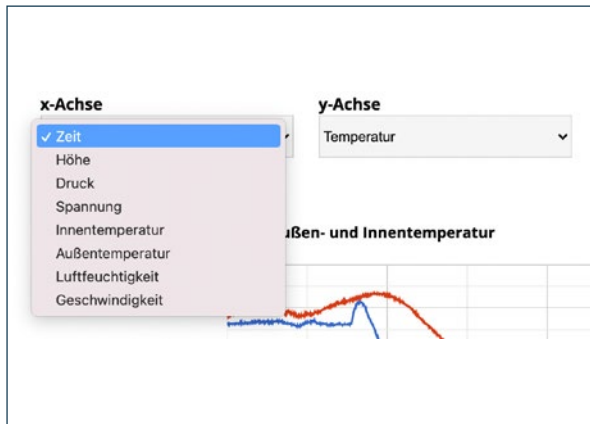 x-Achse
y-Achse
✓ Zeit
Temperatur
Höhe
Druck
Spannung
Innentemperatur
ußen- und Innentemperatur
Außentemperatur
Luftfeuchtigkeit
Geschwindigkeit